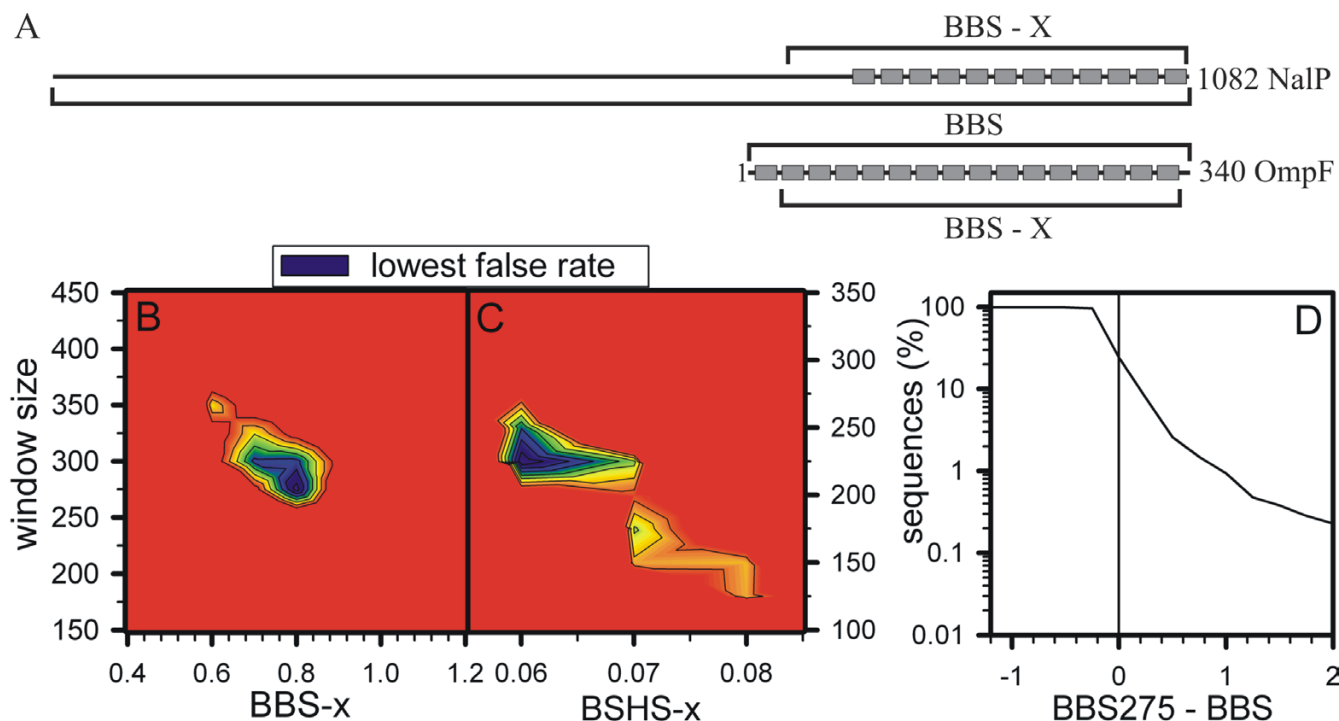 A
BBS - X
1082 NalP
BBS
1
340 OmpF
BBS - X
lowest false rate
B
C
D
window size
450
400
350
300
250
200
150
0.4
0.6
0.8
1.0
1.2
BBS-x
350
300
250
200
150
100
0.06
0.07
0.08
BSHS-x
sequences (%)
100
10
1
0.1
0.01
-1
0
1
2
BBS275 - BBS